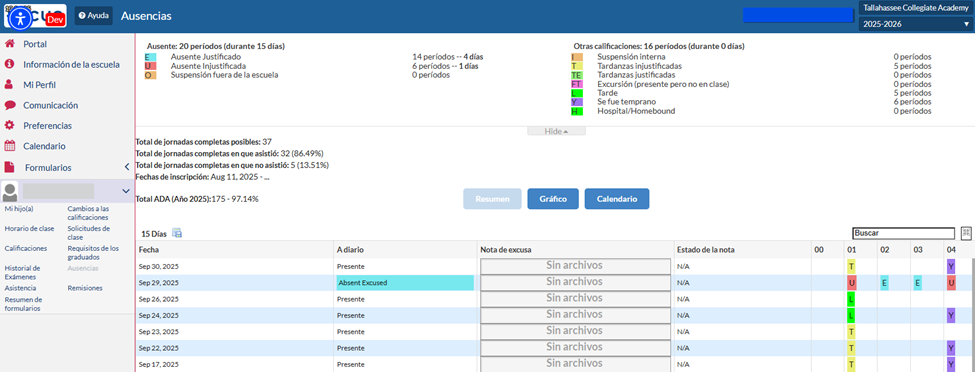 Dev
Ayuda
Ausencias
Tallahassee Collegiate Academy
2025-2026
Portal
Información de la escuela
Mi Perfil
Comunicación
Preferencias
Calendario
Formularios
Mi hijo(a)
Cambios a las calificaciones
Horario de clase
Solicitudes de clase
Calificaciones
Requisitos de los graduados
Historial de Exámenes
Ausencias
Asistencia
Remisiones
Resumen de formularios
Ausente: 20 períodos (durante 15 días)
E Ausente Justificado 14 períodos -- 4 días
U Ausente Injustificada 6 períodos -- 1 días
O Suspensión fuera de la escuela 0 períodos
Otras calificaciones: 16 períodos (durante 0 días)
I Suspensión interna 0 períodos
T Tardanzas injustificadas 5 períodos
TE Tardanzas justificadas 0 períodos
FT Excursión (presente pero no en clase) 0 períodos
L Tarde 5 períodos
Y Se fue temprano 6 períodos
H Hospital/Homebound 0 períodos
Hide
Total de jornadas completas posibles: 37
Total de jornadas completas en que asistió: 32 (86.49%)
Total de jornadas completas en que no asistió: 5 (13.51%)
Fechas de inscripción: Aug 11, 2025 - ...
Total ADA (Año 2025):175 - 97.14%
Resumen Gráfico Calendario
15 Días
Buscar
Fecha A diario Nota de excusa Estado de la nota 00 01 02 03 04
Sep 30, 2025 Presente Sin archivos N/A T Y
Sep 29, 2025 Absent Excused Sin archivos N/A U E E U
Sep 26, 2025 Presente Sin archivos N/A L
Sep 24, 2025 Presente Sin archivos N/A L Y
Sep 23, 2025 Presente Sin archivos N/A T
Sep 22, 2025 Presente Sin archivos N/A T Y
Sep 17, 2025 Presente Sin archivos N/A T Y